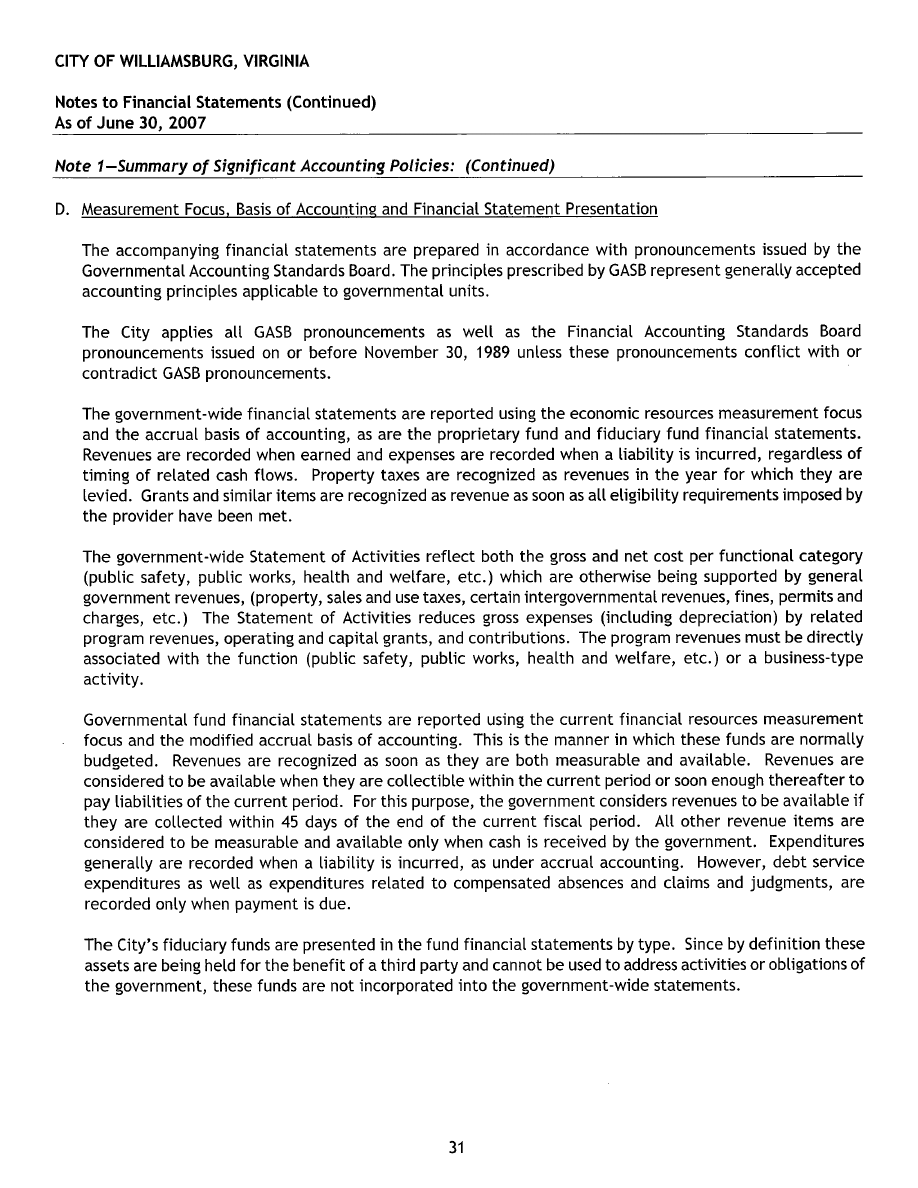 CITY OF WILLIAMSBURG, VIRGINIA
Notes to Financial Statements (Continued)
As of June 30, 2007
Note 1—Summary of Significant Accounting Policies: (Continued)
D. Measurement Focus, Basis of Accounting and Financial Statement Presentation
The accompanying financial statements are prepared in accordance with pronouncements issued by the
Governmental Accounting Standards Board. The principles prescribed by GASB represent generally accepted
accounting principles applicable to governmental units.
The City applies all GASB pronouncements as well as the Financial Accounting Standards Board
pronouncements issued on or before November 30, 1989 unless these pronouncements conflict with or
contradict GASB pronouncements.
The government-wide financial statements are reported using the economic resources measurement focus
and the accrual basis of accounting, as are the proprietary fund and fiduciary fund financial statements.
Revenues are recorded when earned and expenses are recorded when a liability is incurred, regardless of
timing of related cash flows. Property taxes are recognized as revenues in the year for which they are
levied. Grants and similar items are recognized as revenue as soon as all eligibility requirements imposed by
the provider have been met.
The government-wide Statement of Activities reflect both the gross and net cost per functional category
(public safety, public works, health and welfare, etc.) which are otherwise being supported by general
government revenues, (property, sales and use taxes, certain intergovernmental revenues, fines, permits and
charges, etc.) The Statement of Activities reduces gross expenses (including depreciation) by related
program revenues, operating and capital grants, and contributions. The program revenues must be directly
associated with the function (public safety, public works, health and welfare, etc.) or a business-type
activity.
Governmental fund financial statements are reported using the current financial resources measurement
focus and the modified accrual basis of accounting. This is the manner in which these funds are normally
budgeted. Revenues are recognized as soon as they are both measurable and available. Revenues are
considered to be available when they are collectible within the current period or soon enough thereafter to
pay liabilities of the current period. For this purpose, the government considers revenues to be available if
they are collected within 45 days of the end of the current fiscal period. All other revenue items are
considered to be measurable and available only when cash is received by the government. Expenditures
generally are recorded when a liability is incurred, as under accrual accounting. However, debt service
expenditures as well as expenditures related to compensated absences and claims and judgments, are
recorded only when payment is due.
The City's fiduciary funds are presented in the fund financial statements by type. Since by definition these
assets are being held for the benefit of a third party and cannot be used to address activities or obligations of
the government, these funds are not incorporated into the government-wide statements.
31